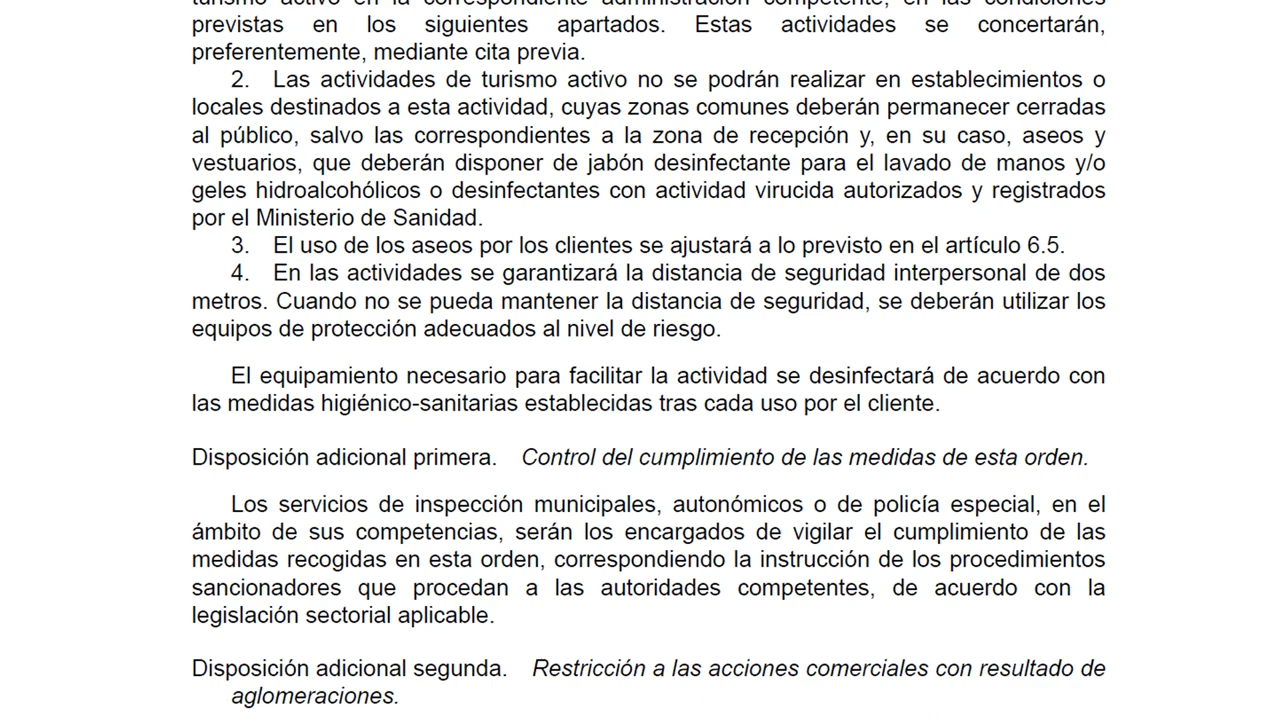 turismo activo en la correspondiente administración competente, en las condiciones
previstas en los siguientes apartados. Estas actividades se concertarán,
preferentemente, mediante cita previa.
2. Las actividades de turismo activo no se podrán realizar en establecimientos o
locales destinados a esta actividad, cuyas zonas comunes deberán permanecer cerradas
al público, salvo las correspondientes a la zona de recepción y, en su caso, aseos y
vestuarios, que deberán disponer de jabón desinfectante para el lavado de manos y/o
geles hidroalcohólicos o desinfectantes con actividad virucida autorizados y registrados
por el Ministerio de Sanidad.
3. El uso de los aseos por los clientes se ajustará a lo previsto en el artículo 6.5.
4. En las actividades se garantizará la distancia de seguridad interpersonal de dos
metros. Cuando no se pueda mantener la distancia de seguridad, se deberán utilizar los
equipos de protección adecuados al nivel de riesgo.
El equipamiento necesario para facilitar la actividad se desinfectará de acuerdo con
las medidas higiénico-sanitarias establecidas tras cada uso por el cliente.
Disposición adicional primera. Control del cumplimiento de las medidas de esta orden.
Los servicios de inspección municipales, autonómicos o de policía especial, en el
ámbito de sus competencias, serán los encargados de vigilar el cumplimiento de las
medidas recogidas en esta orden, correspondiendo la instrucción de los procedimientos
sancionadores que procedan a las autoridades competentes, de acuerdo con la
legislación sectorial aplicable.
Disposición adicional segunda. Restricción a las acciones comerciales con resultado de
aglomeraciones.